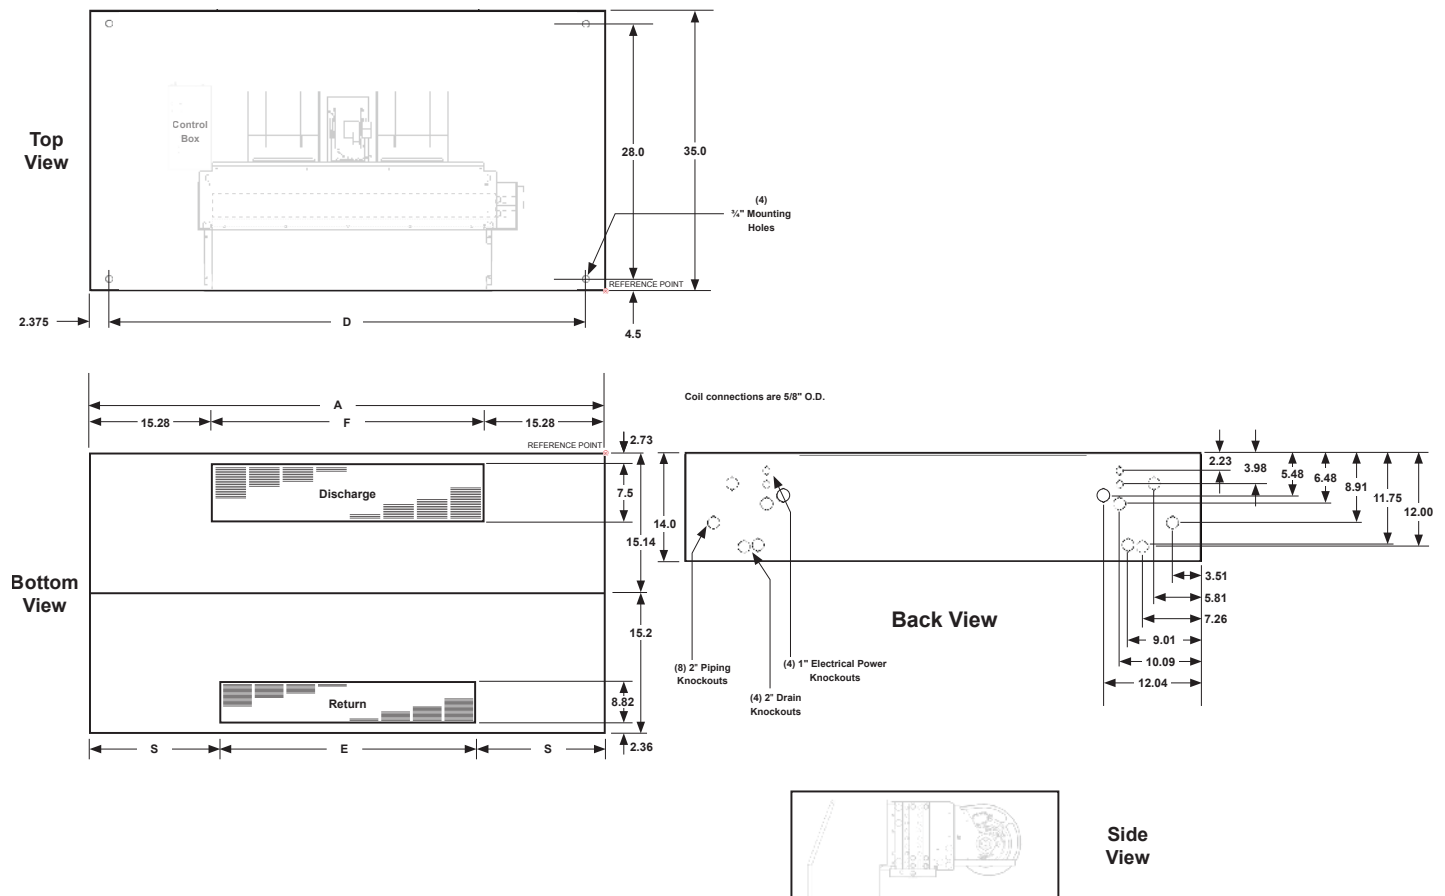 Top
View
Control
Box
28.0
35.0
(4)
¾" Mounting
Holes
REFERENCE POINT
2.375
D
4.5
A
15.28
F
15.28
REFERENCE POINT
2.73
Discharge
7.5
15.14
Bottom
View
15.2
Return
8.82
S
E
S
2.36
Coil connections are 5/8" O.D.
14.0
2.23
3.98
5.48
6.48
8.91
11.75
12.00
3.51
5.81
7.26
9.01
10.09
12.04
Back View
(8) 2" Piping
Knockouts
(4) 2" Drain
Knockouts
(4) 1" Electrical Power
Knockouts
Side
View